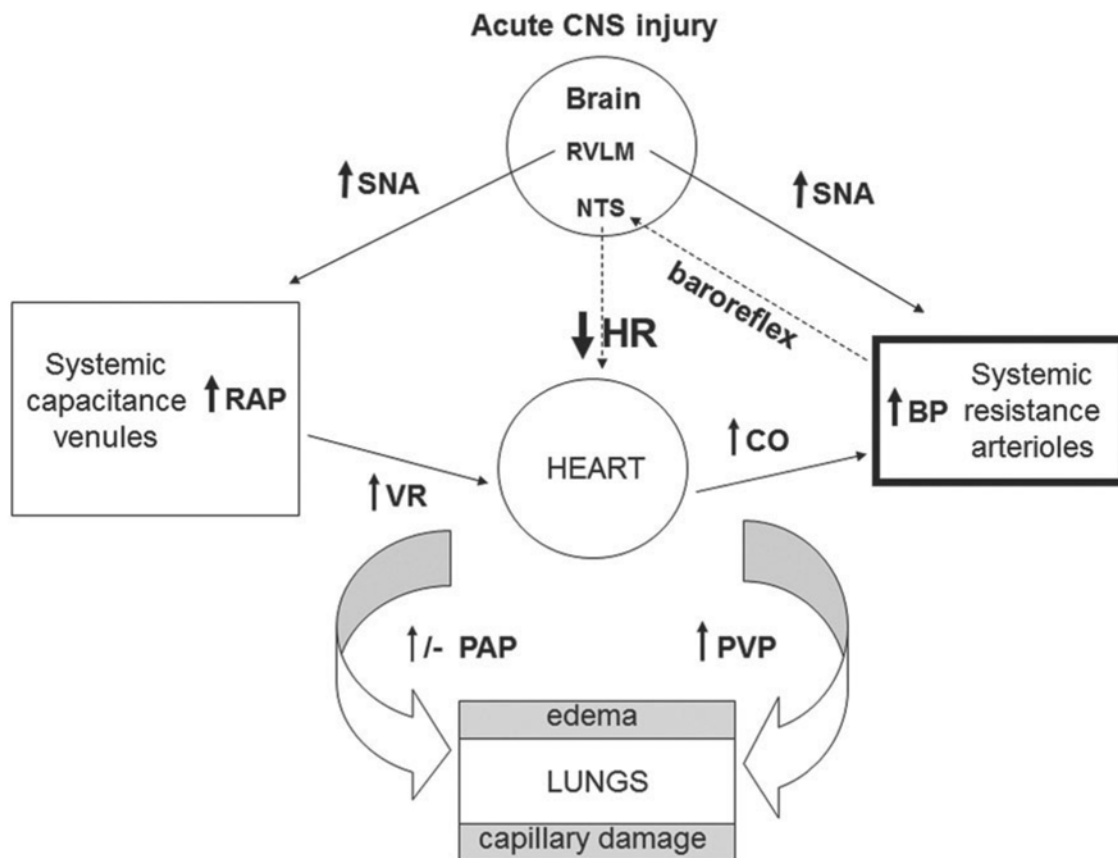 Acute CNS injury
Brain
RVLM
NTS
↑SNA
↑SNA
baroreflex
↓HR
Systemic
capacitance
venules
↑RAP
↑BP
Systemic
resistance
arterioles
HEART
↑CO
↑VR
↑/- PAP
↑PVP
edema
LUNGS
capillary damage